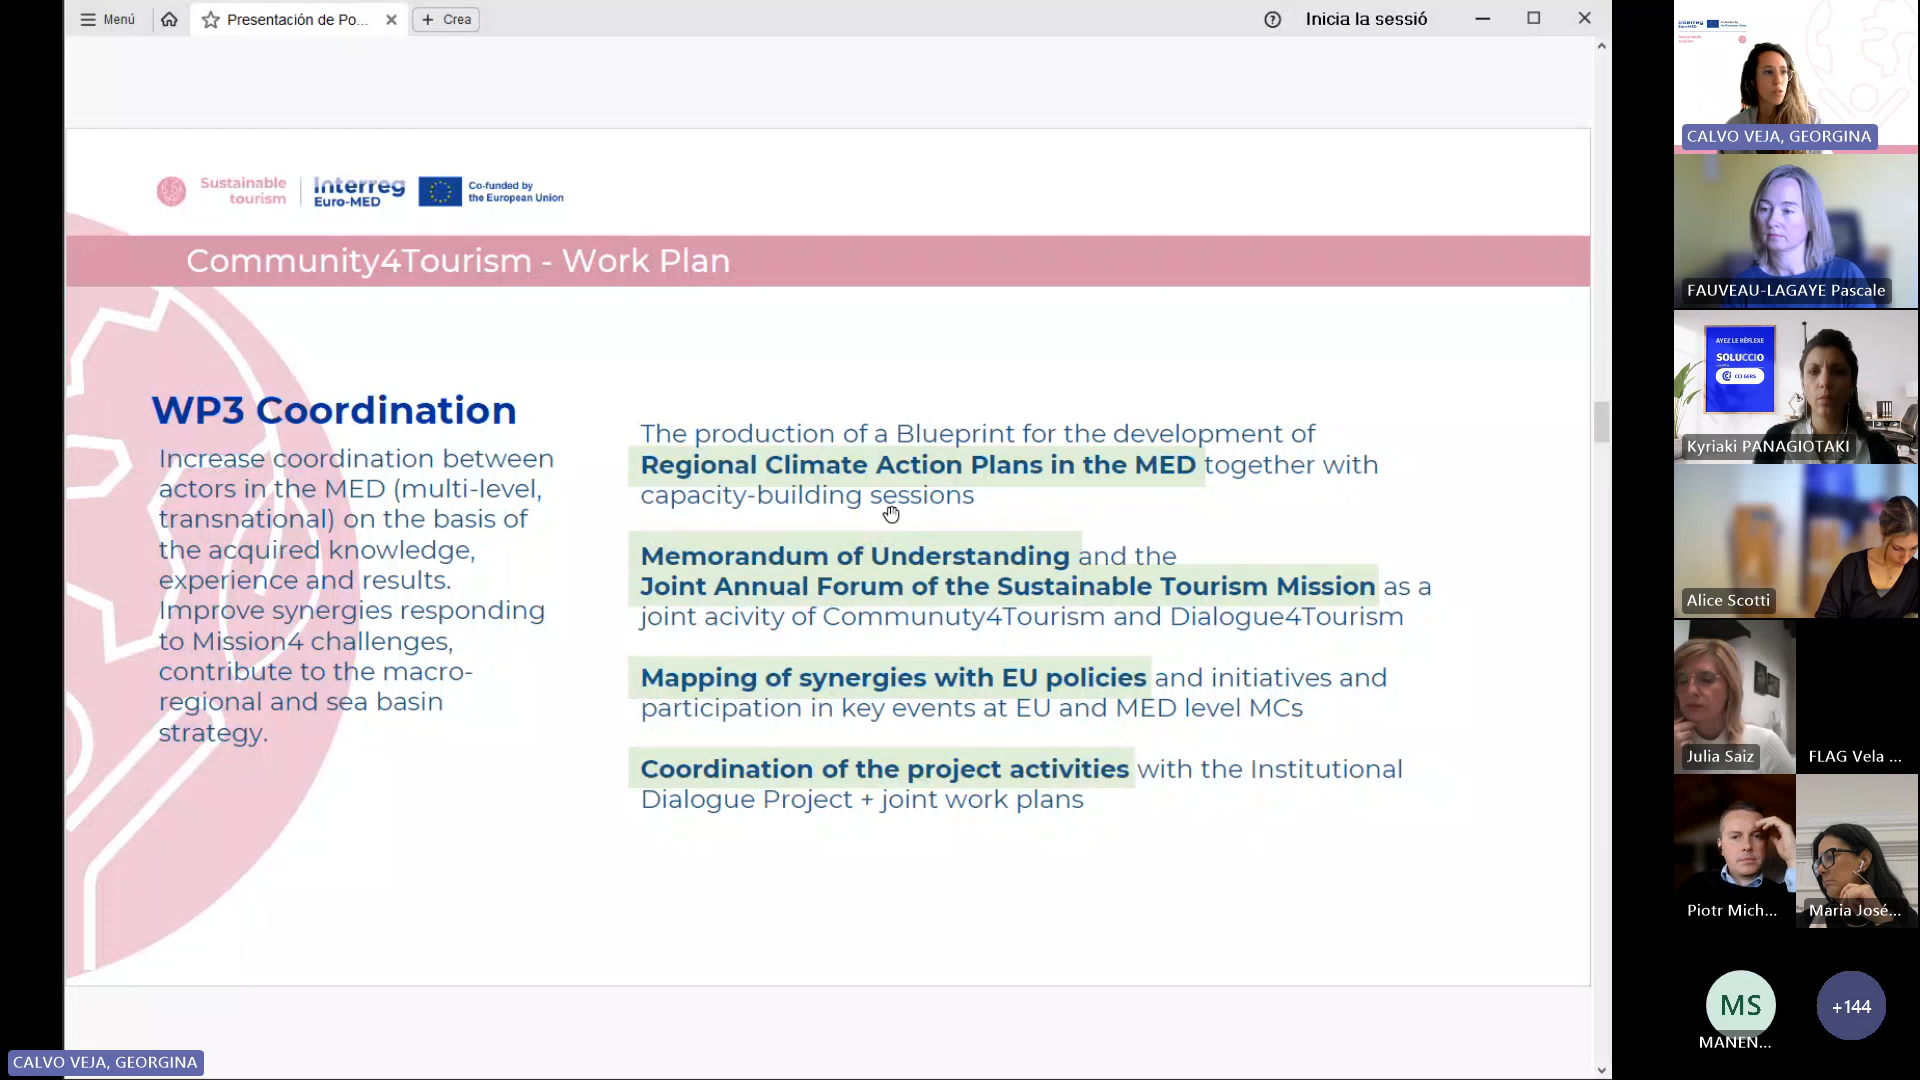 Menú
Presentación de Po...
Crea
Inicia la sessió
Sustainable
tourism
Interreg
Euro-MED
Co-funded by
the European Union
Community4Tourism - Work Plan
WP3 Coordination
Increase coordination between
actors in the MED (multi-level,
transnational) on the basis of
the acquired knowledge,
experience and results.
Improve synergies responding
to Mission4 challenges,
contribute to the macro-
regional and sea basin
strategy.
The production of a Blueprint for the development of
Regional Climate Action Plans in the MED together with
capacity-building sessions
Memorandum of Understanding and the
Joint Annual Forum of the Sustainable Tourism Mission as a
joint acivity of Communuty4Tourism and Dialogue4Tourism
Mapping of synergies with EU policies and initiatives and
participation in key events at EU and MED level MCs
Coordination of the project activities with the Institutional
Dialogue Project + joint work plans
CALVO VEJA, GEORGINA
Interreg
CALVO VEJA, GEORGINA
FAUVEAU-LAGAYE Pascale
AYEZ LE RÉFLEXE
SOLUCCIO
CCI GERS
Kyriaki PANAGIOTAKI
Alice Scotti
Julia Saiz
FLAG Vela ...
Piotr Mich...
Maria José...
MS
MANEN...
+144